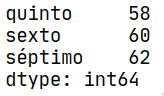 quinto     58
sexto      60
séptimo    62
dtype: int64